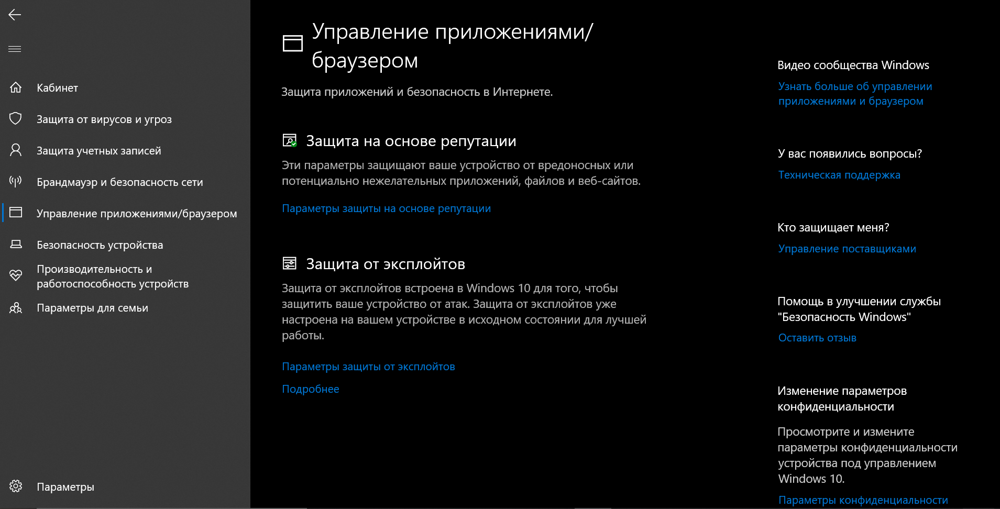 Кабинет
Защита от вирусов и угроз
Защита учетных записей
Брандмауэр и безопасность сети
Управление приложениями/браузером
Безопасность устройства
Производительность и
работоспособность устройств
Параметры для семьи
Параметры
Управление приложениями/
браузером
Защита приложений и безопасность в Интернете.
Защита на основе репутации
Эти параметры защищают ваше устройство от вредоносных или
потенциально нежелательных приложений, файлов и веб-сайтов.
Параметры защиты на основе репутации
Защита от эксплойтов
Защита от эксплойтов встроена в Windows 10 для того, чтобы
защитить ваше устройство от атак. Защита от эксплойтов уже
настроена на вашем устройстве в исходном состоянии для лучшей
работы.
Параметры защиты от эксплойтов
Подробнее
Видео сообщества Windows
Узнать больше об управлении
приложениями и браузером
У вас появились вопросы?
Техническая поддержка
Кто защищает меня?
Управление поставщиками
Помощь в улучшении службы
"Безопасность Windows"
Оставить отзыв
Изменение параметров
конфиденциальности
Просмотрите и измените
параметры конфиденциальности
устройства под управлением
Windows 10.
Параметры конфиденциальности